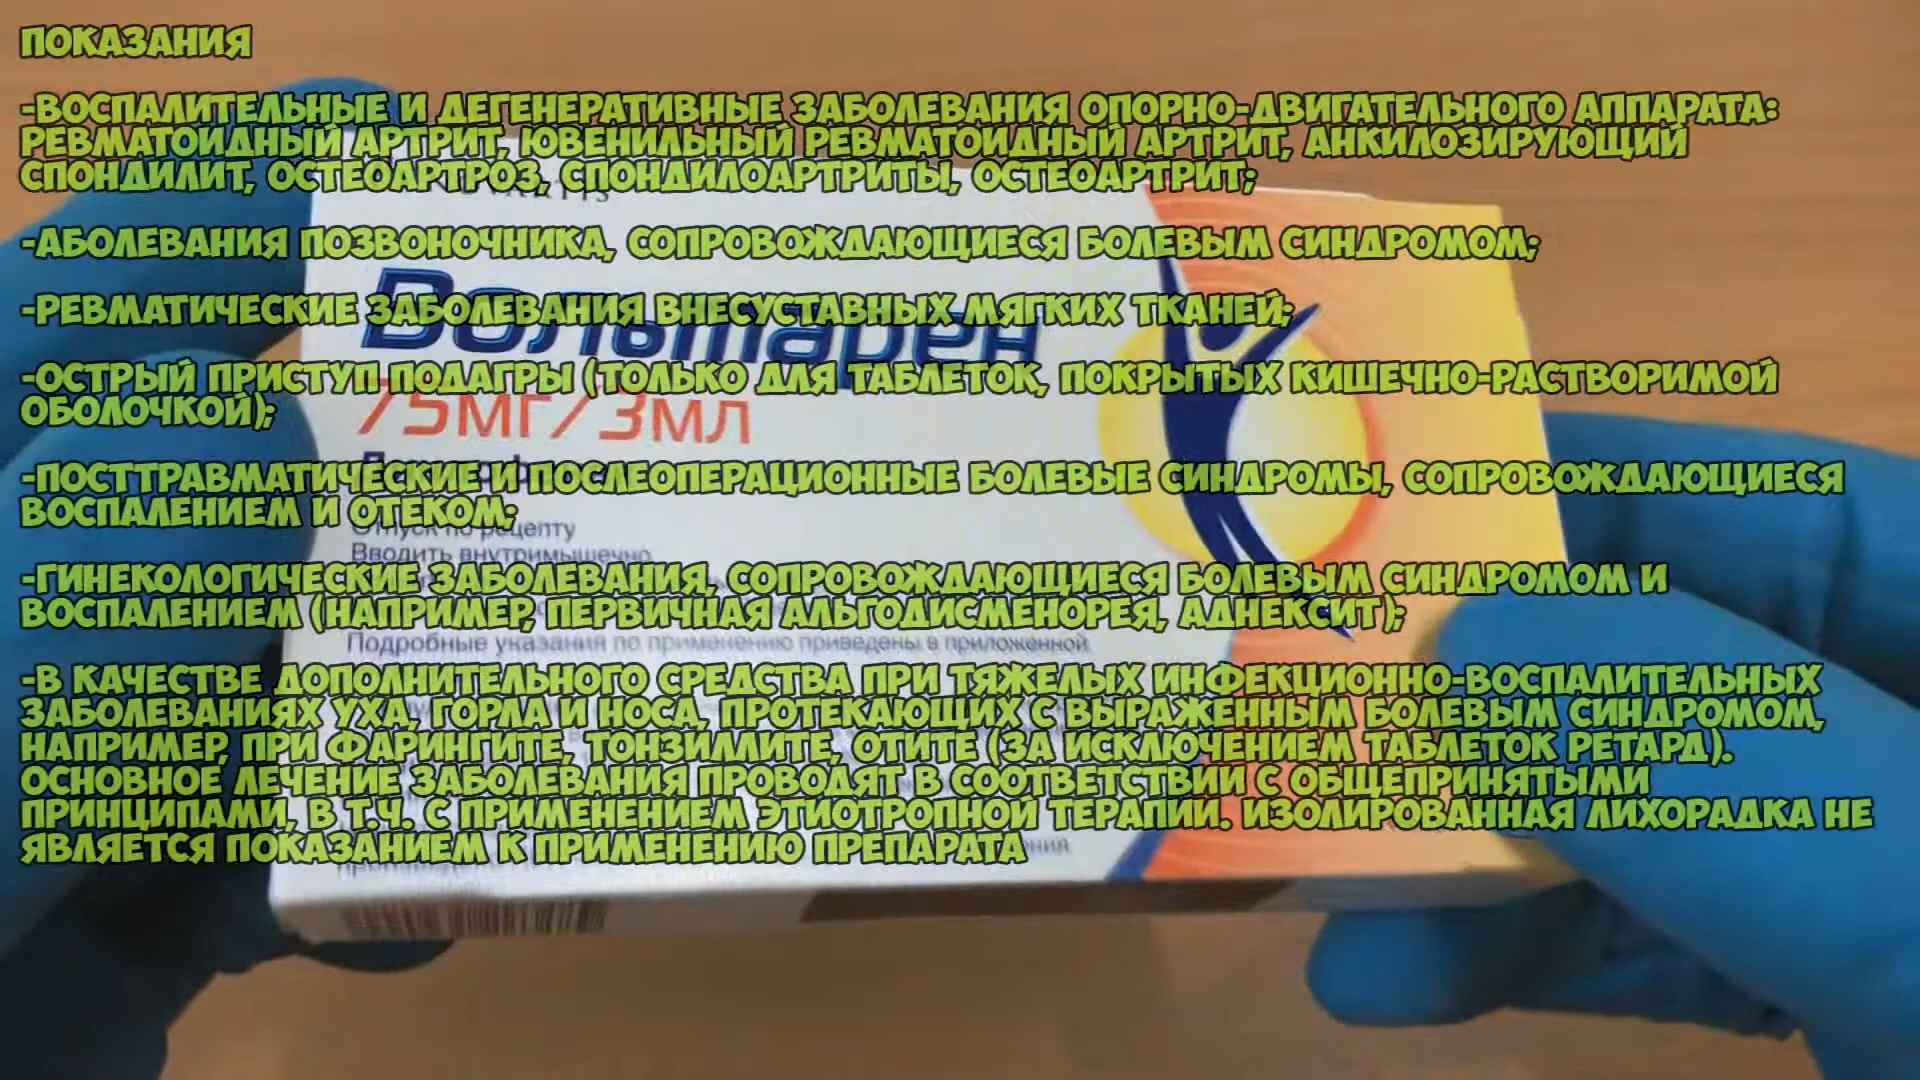 ПОКАЗАНИЯ
-ВОСПАЛИТЕЛЬНЫЕ И ДЕГЕНЕРАТИВНЫЕ ЗАБОЛЕВАНИЯ ОПОРНО-ДВИГАТЕЛЬНОГО АППАРАТА:
РЕВМАТОИДНЫЙ АРТРИТ, ЮВЕНИЛЬНЫЙ РЕВМАТОИДНЫЙ АРТРИТ, АНКИЛОЗИРУЮЩИЙ
СПОНДИЛИТ, ОСТЕОАРТРОЗ, СПОНДИЛОАРТРИТЫ, ОСТЕОАРТРИТ;
-АБОЛЕВАНИЯ ПОЗВОНОЧНИКА, СОПРОВОЖДАЮЩИЕСЯ БОЛЕВЫМ СИНДРОМОМ;
-РЕВМАТИЧЕСКИЕ ЗАБОЛЕВАНИЯ ВНЕСУСТАВНЫХ МЯГКИХ ТКАНЕЙ;
Вольтарен
-ОСТРЫЙ ПРИСТУП ПОДАГРЫ (ТОЛЬКО ДЛЯ ТАБЛЕТОК, ПОКРЫТЫХ КИШЕЧНО-РАСТВОРИМОЙ
ОБОЛОЧКОЙ);
75мг/3мл
-ПОСТТРАВМАТИЧЕСКИЕ И ПОСЛЕОПЕРАЦИОННЫЕ БОЛЕВЫЕ СИНДРОМЫ, СОПРОВОЖДАЮЩИЕСЯ
ВОСПАЛЕНИЕМ И ОТЕКОМ;
Отпуск по рецепту
Вводить внутримышечно
-ГИНЕКОЛОГИЧЕСКИЕ ЗАБОЛЕВАНИЯ, СОПРОВОЖДАЮЩИЕСЯ БОЛЕВЫМ СИНДРОМОМ И
ВОСПАЛЕНИЕМ (НАПРИМЕР, ПЕРВИЧНАЯ АЛЬГОДИСМЕНОРЕЯ, АДНЕКСИТ);
Подробные указания по применению приведены в приложенной
-В КАЧЕСТВЕ ДОПОЛНИТЕЛЬНОГО СРЕДСТВА ПРИ ТЯЖЕЛЫХ ИНФЕКЦИОННО-ВОСПАЛИТЕЛЬНЫХ
ЗАБОЛЕВАНИЯХ УХА, ГОРЛА И НОСА, ПРОТЕКАЮЩИХ С ВЫРАЖЕННЫМ БОЛЕВЫМ СИНДРОМОМ,
НАПРИМЕР, ПРИ ФАРИНГИТЕ, ТОНЗИЛЛИТЕ, ОТИТЕ (ЗА ИСКЛЮЧЕНИЕМ ТАБЛЕТОК РЕТАРД).
ОСНОВНОЕ ЛЕЧЕНИЕ ЗАБОЛЕВАНИЯ ПРОВОДЯТ В СООТВЕТСТВИИ С ОБЩЕПРИНЯТЫМИ
ПРИНЦИПАМИ, В Т.Ч. С ПРИМЕНЕНИЕМ ЭТИОТРОПНОЙ ТЕРАПИИ. ИЗОЛИРОВАННАЯ ЛИХОРАДКА НЕ
ЯВЛЯЕТСЯ ПОКАЗАНИЕМ К ПРИМЕНЕНИЮ ПРЕПАРАТА